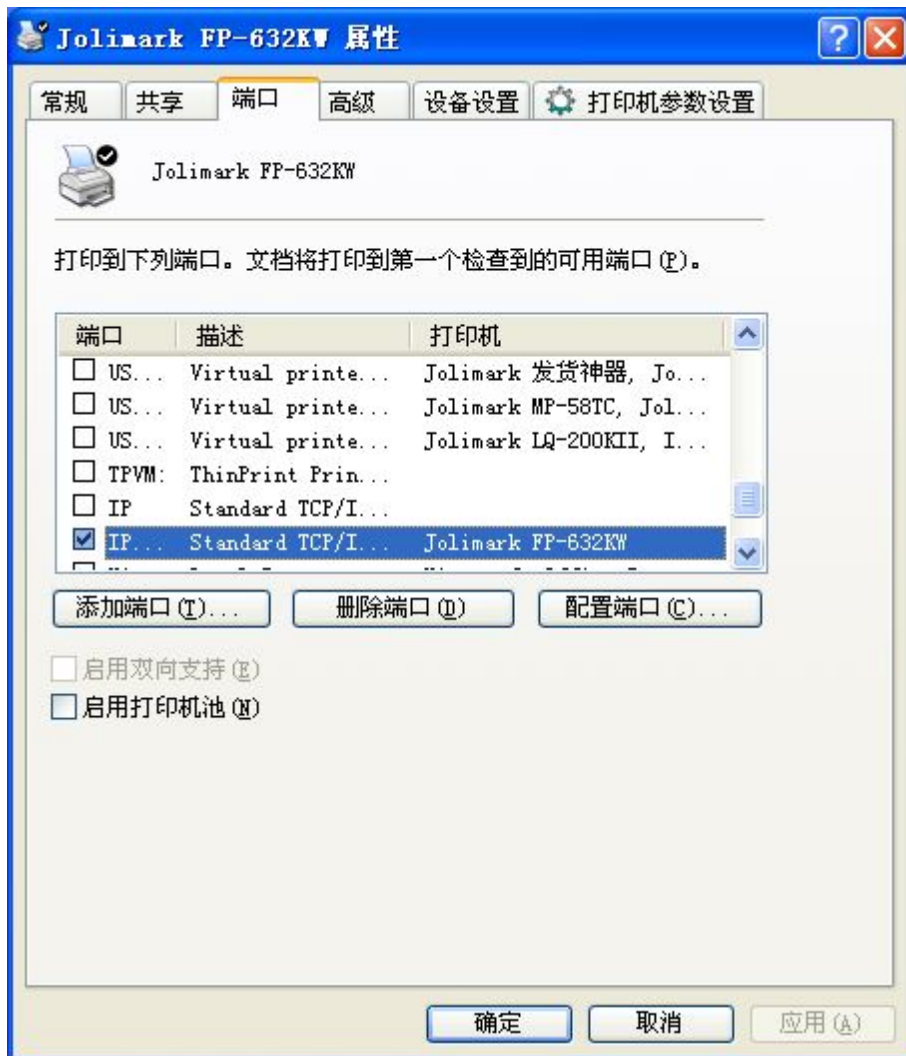 Jolimark FP-632KW 属性
常规 共享 端口 高级 设备设置 打印机参数设置
Jolimark FP-632KW
打印到下列端口。文档将打印到第一个检查到的可用端口(P)。
端口 描述 打印机
US... Virtual printe... Jolimark 发货神器, Jo...
US... Virtual printe... Jolimark MP-58TC, Jol...
US... Virtual printe... Jolimark LQ-200KII, I...
TPVM: ThinPrint Prin...
IP Standard TCP/I...
IP... Standard TCP/I... Jolimark FP-632KW
添加端口(T)... 删除端口(D) 配置端口(C)...
启用双向支持(E)
启用打印机池(N)
确定 取消 应用(A)